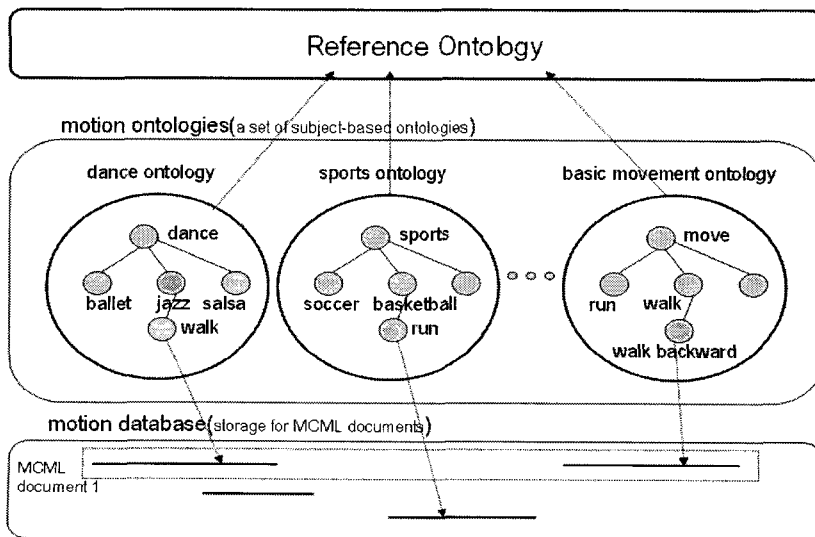 Reference Ontology
motion ontologies(a set of subject-based ontologies)
dance ontology
sports ontology
basic movement ontology
dance
sports
move
ballet
jazz
salsa
soccer
basketball
run
walk
walk
run
walk backward
motion database(storage for MCML documents)
MCML
document 1